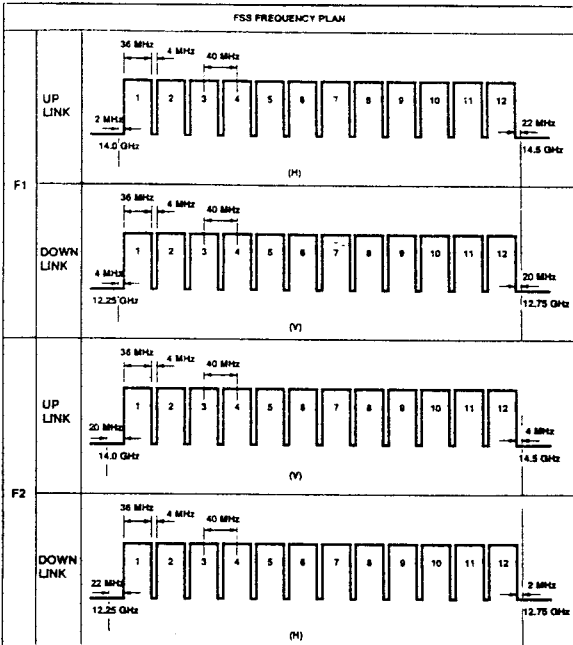 FSS FREQUENCY PLAN
F1
UP LINK
36 MHz 4 MHz 40 MHz
1 2 3 4 5 6 7 8 9 10 11 12
2 MHz 22 MHz
14.0 GHz 14.5 GHz
(H)
DOWN LINK
36 MHz 4 MHz 40 MHz
1 2 3 4 5 6 7 8 9 10 11 12
4 MHz 20 MHz
12.25 GHz 12.75 GHz
(V)
F2
UP LINK
36 MHz 4 MHz 40 MHz
1 2 3 4 5 6 7 8 9 10 11 12
20 MHz 4 MHz
14.0 GHz 14.5 GHz
(V)
DOWN LINK
36 MHz 4 MHz 40 MHz
1 2 3 4 5 6 7 8 9 10 11 12
22 MHz 2 MHz
12.25 GHz 12.75 GHz
(H)